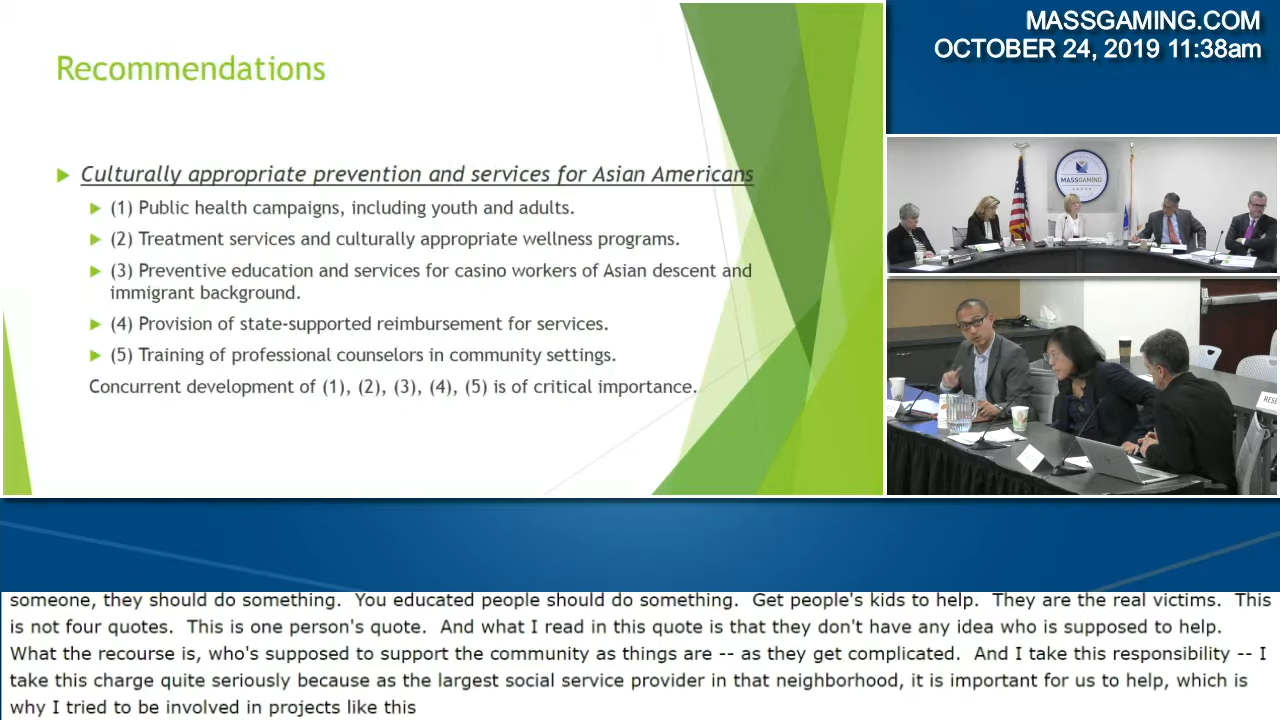 MASSGAMING.COM
OCTOBER 24, 2019 11:38am
Recommendations
Culturally appropriate prevention and services for Asian Americans
(1) Public health campaigns, including youth and adults.
(2) Treatment services and culturally appropriate wellness programs.
(3) Preventive education and services for casino workers of Asian descent and
immigrant background.
(4) Provision of state-supported reimbursement for services.
(5) Training of professional counselors in community settings.
Concurrent development of (1), (2), (3), (4), (5) is of critical importance.
MASSGAMING
RESE
someone, they should do something. You educated people should do something. Get people's kids to help. They are the real victims. This
is not four quotes. This is one person's quote. And what I read in this quote is that they don't have any idea who is supposed to help.
What the recourse is, who's supposed to support the community as things are -- as they get complicated. And I take this responsibility -- I
take this charge quite seriously because as the largest social service provider in that neighborhood, it is important for us to help, which is
why I tried to be involved in projects like this